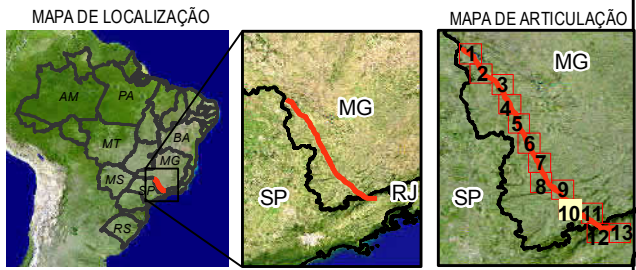 MAPA DE LOCALIZAÇÃO
AM
PA
BA
MT
MG
MS
SP
RS
MG
SP
RJ
MAPA DE ARTICULAÇÃO
MG
SP
1
2
3
4
5
6
7
8
9
10
11
12
13